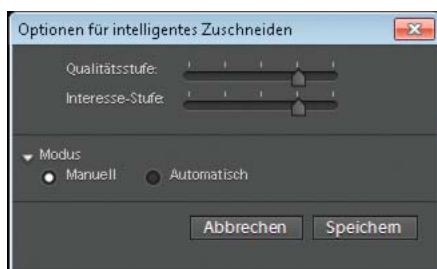 Optionen für intelligentes Zuschneiden
Qualitätsstufe:
Interesse-Stufe:
Modus
Manuell Automatisch
Abbrechen Speichern